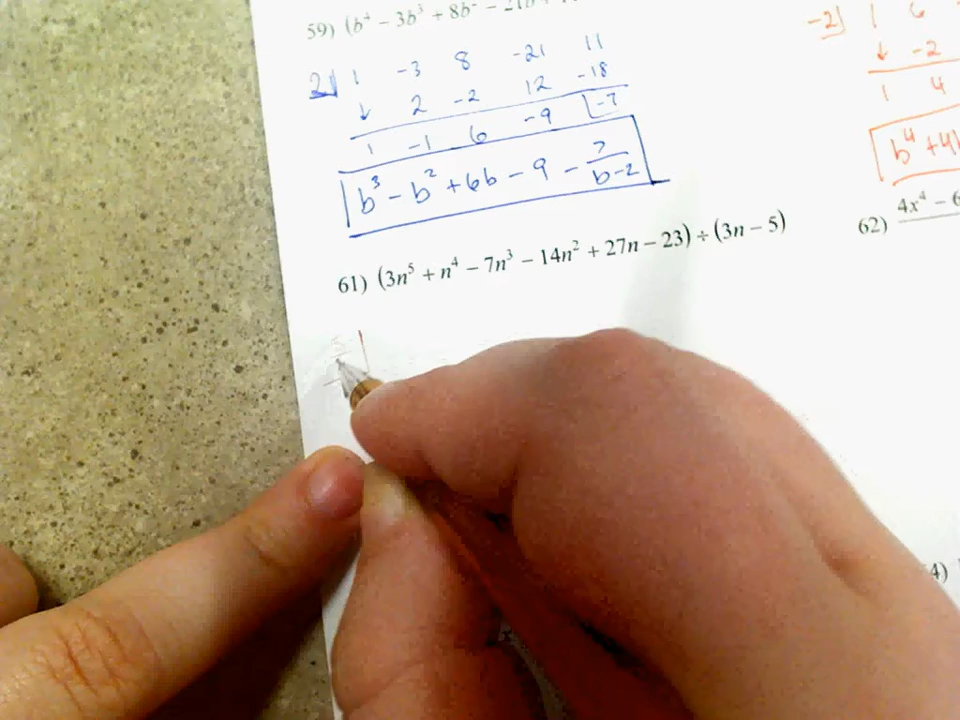 59) (b⁴ − 3b³ + 8b² − 21b
2| 1 -3 8 -21 11
↓ 2 -2 12 -18
1 -1 6 -9 |-7
b³ − b² + 6b − 9 − 7/(b−2)
-2| 1 6
↓ -2
1 4
b⁴ + 4b
61) (3n⁵ + n⁴ − 7n³ − 14n² + 27n − 23) ÷ (3n − 5)
62) 4x⁴ − 6
5
4)